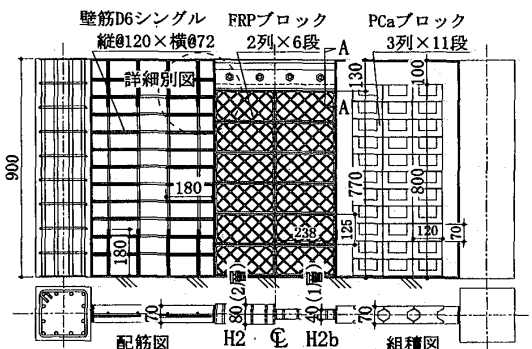 壁筋D6シングル
縦@120×横@72
FRPブロック
2列×6段
A
PCaブロック
3列×11段
詳細別図
A
130
100
900
180
770
800
180
238
125
120
70
70
80(2層)
40(1層)
70
配筋図
H2
℄
H2b
組積図